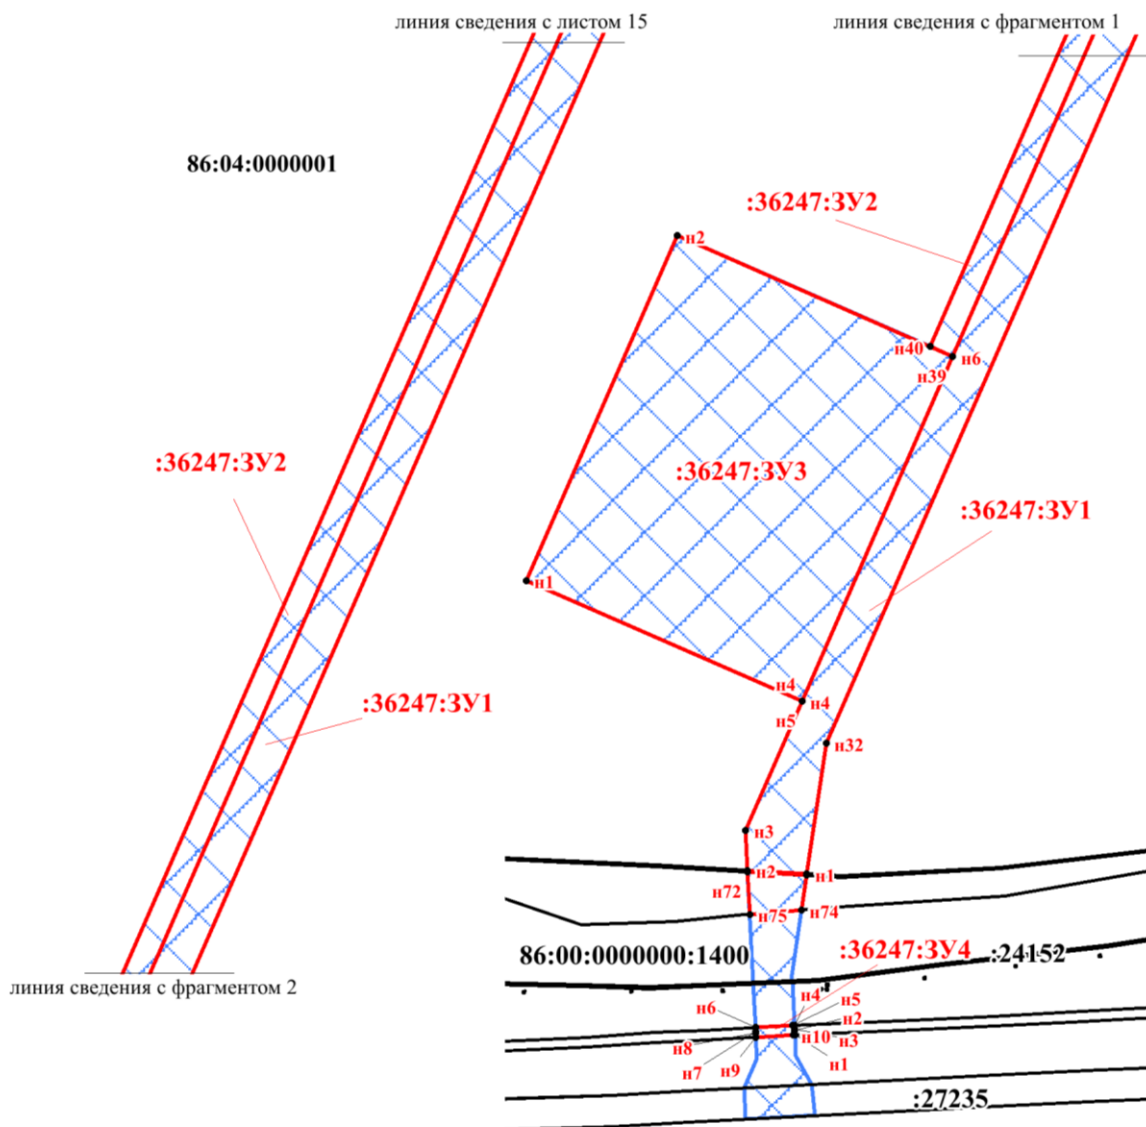 линия сведения с листом 15
линия сведения с фрагментом 1
86:04:0000001
:36247:ЗУ2
н2
н40
н6
н39
:36247:ЗУ2
:36247:ЗУ3
:36247:ЗУ1
н1
н4
н4
н5
:36247:ЗУ1
н32
н3
н2
н1
н72
н75
н74
86:00:0000000:1400
:36247:ЗУ4
:24152
линия сведения с фрагментом 2
н4
н5
н6
н2
н10
н3
н8
н1
н7
н9
:27235